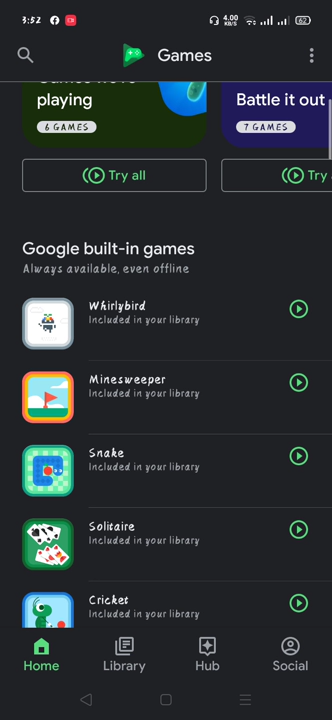 3:52
4.00
KB/S
62
Games
playing
6 GAMES
Battle it out
7 GAMES
Try all
Try
Google built-in games
Always available, even offline
Whirlybird
Included in your library
Minesweeper
Included in your library
Snake
Included in your library
Solitaire
Included in your library
Cricket
Included in your library
Home
Library
Hub
Social